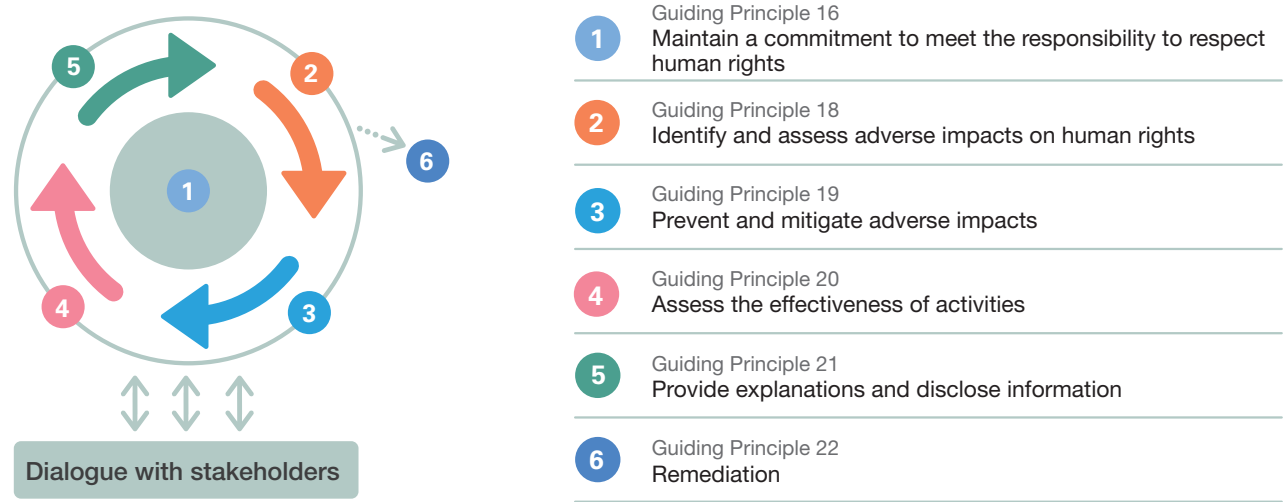 5
2
6
1
4
3
Dialogue with stakeholders
1
Guiding Principle 16
Maintain a commitment to meet the responsibility to respect
human rights
2
Guiding Principle 18
Identify and assess adverse impacts on human rights
3
Guiding Principle 19
Prevent and mitigate adverse impacts
4
Guiding Principle 20
Assess the effectiveness of activities
5
Guiding Principle 21
Provide explanations and disclose information
6
Guiding Principle 22
Remediation